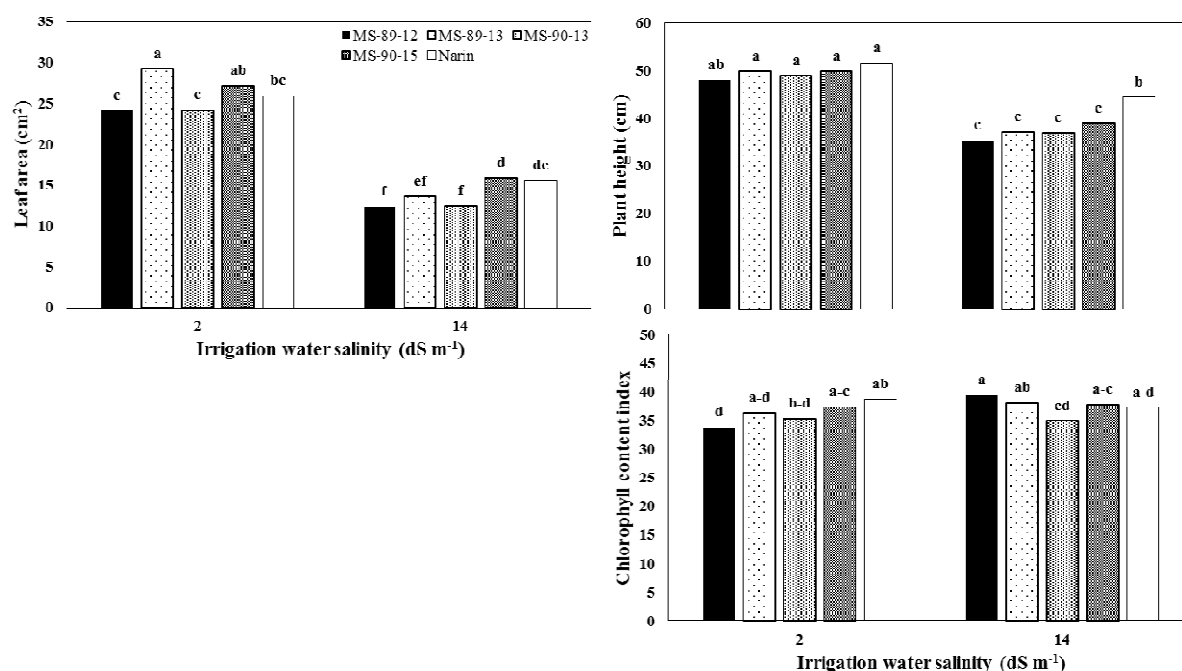 Leaf area (cm²)
35
30
25
20
15
10
5
0
MS-89-12 MS-89-13 MS-90-13
MS-90-15 Narin
c a c ab bc
f ef f d de
2 14
Irrigation water salinity (dS m⁻¹)
Plant height (cm)
60
50
40
30
20
10
0
ab a a a a
c c c c b
Chlorophyll content index
50
45
40
35
30
25
20
15
10
5
0
d a-d b-d a-c ab
a ab cd a-c a d
2 14
Irrigation water salinity (dS m⁻¹)